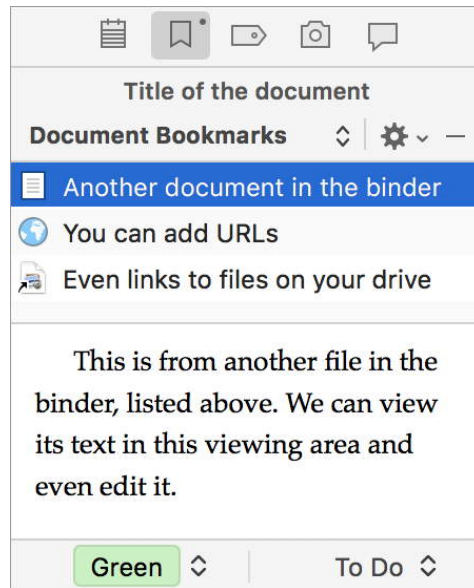 Title of the document
Document Bookmarks
Another document in the binder
You can add URLs
Even links to files on your drive
This is from another file in the
binder, listed above. We can view
its text in this viewing area and
even edit it.
Green To Do